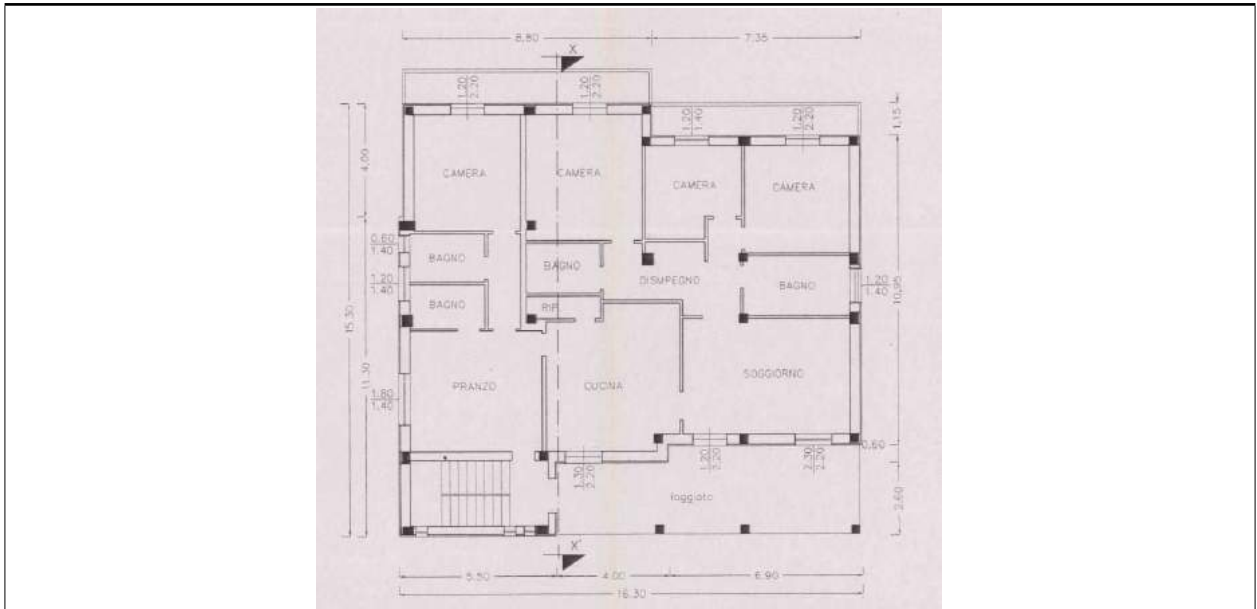 8.80
7.35
X
1.20
2.20
1.20
2.20
1.20
1.40
1.20
2.20
1.15
4.00
CAMERA
CAMERA
CAMERA
CAMERA
0.60
1.40
BAGNO
BAGNO
DISIMPEGNO
BAGNO
1.20
1.40
1.20
1.40
10.95
BAGNO
RIP.
15.30
11.30
PRANZO
CUCINA
SOGGIORNO
1.80
1.40
0.60
1.30
2.20
1.20
2.20
2.30
2.20
loggiato
2.60
X'
5.50
4.00
6.90
16.30